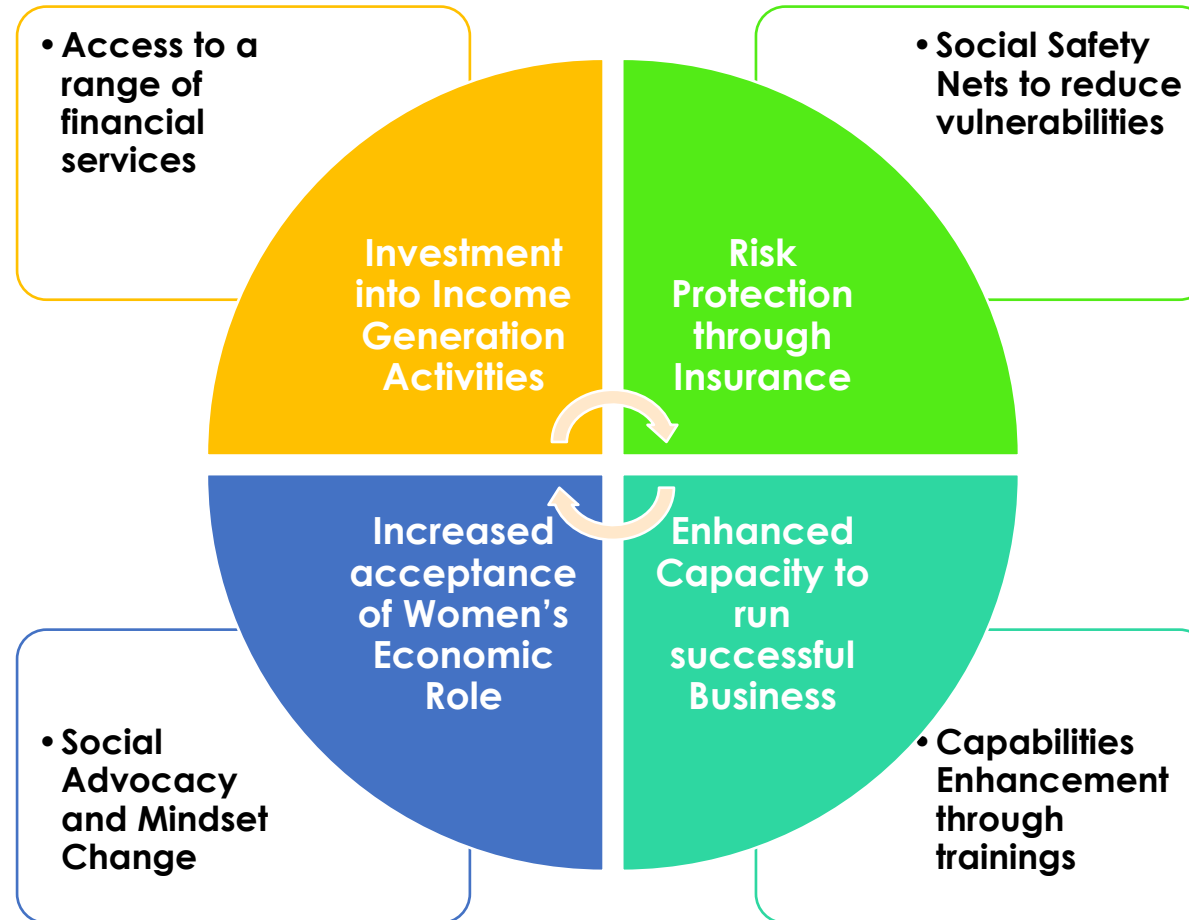 • Access to a
range of
financial
services
• Social Safety
Nets to reduce
vulnerabilities
Investment
into Income
Generation
Activities
Risk
Protection
through
Insurance
Increased
acceptance
of Women’s
Economic
Role
Enhanced
Capacity to
run
successful
Business
• Social
Advocacy
and Mindset
Change
• Capabilities
Enhancement
through
trainings